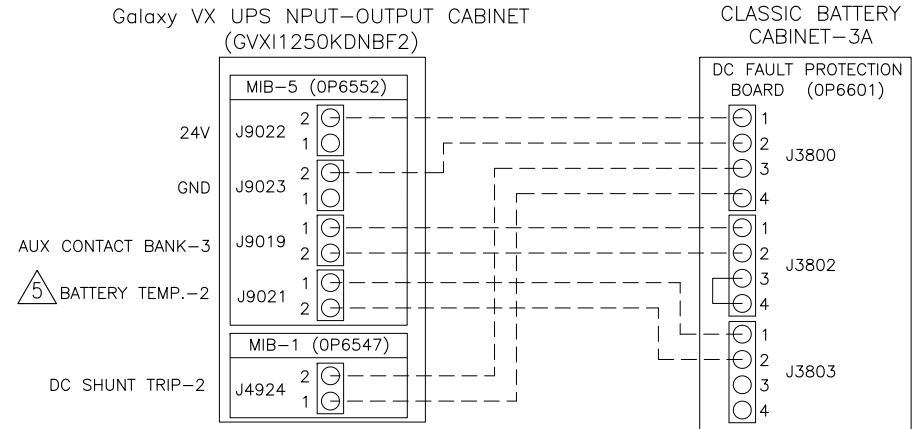 Galaxy VX UPS NPUT-OUTPUT CABINET
(GVXI1250KDNBF2)
CLASSIC BATTERY
CABINET-3A
MIB-5 (0P6552)
24V
J9022
2
1
GND
J9023
2
1
AUX CONTACT BANK-3
J9019
1
2
5
BATTERY TEMP.-2
J9021
1
2
MIB-1 (0P6547)
DC SHUNT TRIP-2
J4924
2
1
DC FAULT PROTECTION
BOARD (0P6601)
1
2
3
4
J3800
1
2
3
4
J3802
1
2
3
4
J3803